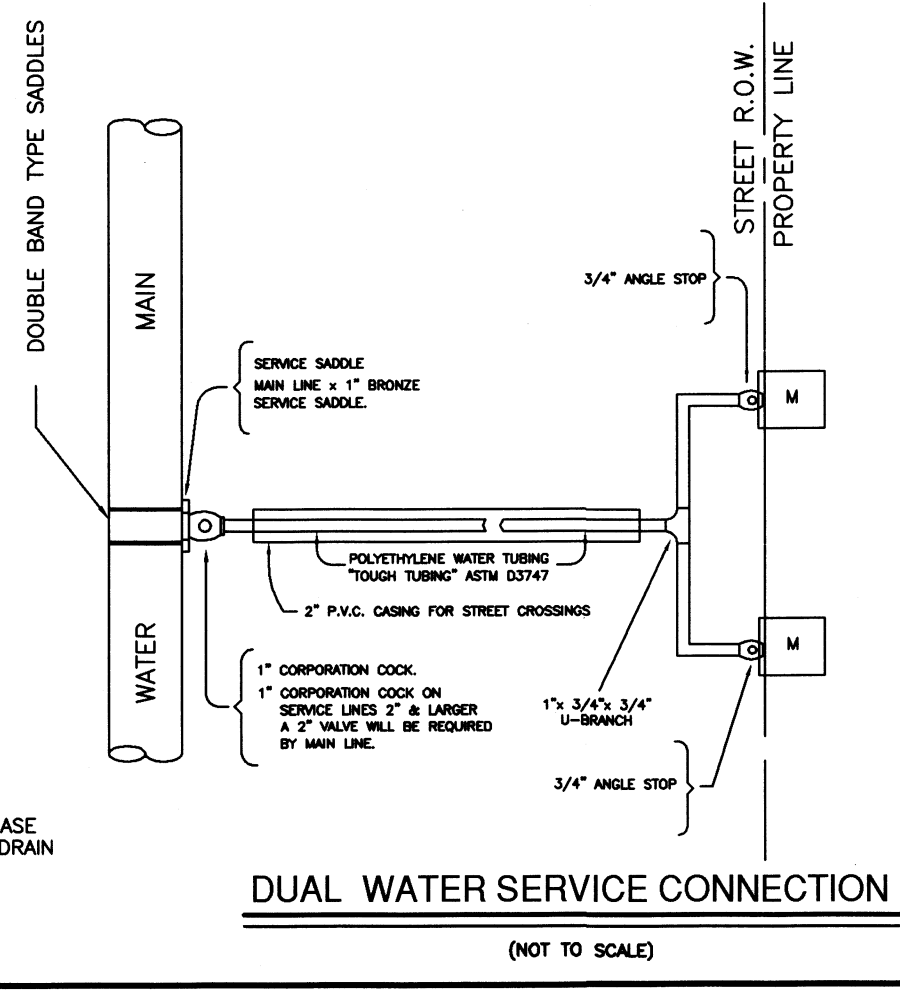 DOUBLE BAND TYPE SADDLES
MAIN
WATER
STREET R.O.W.
PROPERTY LINE
3/4" ANGLE STOP
M
SERVICE SADDLE
MAIN LINE x 1" BRONZE
SERVICE SADDLE.
POLYETHYLENE WATER TUBING
"TOUGH TUBING" ASTM D3747
2" P.V.C. CASING FOR STREET CROSSINGS
M
1" CORPORATION COCK.
1" CORPORATION COCK ON
SERVICE LINES 2" & LARGER
A 2" VALVE WILL BE REQUIRED
BY MAIN LINE.
1"x 3/4"x 3/4"
U-BRANCH
3/4" ANGLE STOP
ASE
DRAIN
DUAL WATER SERVICE CONNECTION
(NOT TO SCALE)